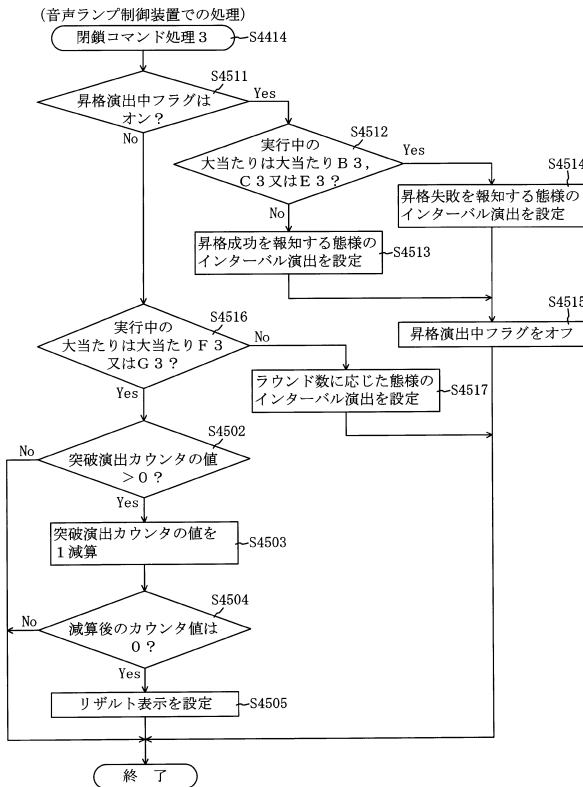 (音声ランプ制御装置での処理)
閉鎖コマンド処理３
S4414
S4511
昇格演出中フラグは
オン？
Yes
No
S4512
実行中の
大当たりは大当たりＢ３，
Ｃ３又はＥ３？
Yes
No
S4514
昇格失敗を報知する態様の
インターバル演出を設定
昇格成功を報知する態様の
インターバル演出を設定
S4513
S4515
昇格演出中フラグをオフ
S4516
実行中の
大当たりは大当たりＦ３
又はＧ３？
No
Yes
ラウンド数に応じた態様の
インターバル演出を設定
S4517
S4502
突破演出カウンタの値
＞０？
No
Yes
突破演出カウンタの値を
１減算
S4503
S4504
減算後のカウンタ値は
０？
No
Yes
リザルト表示を設定
S4505
終 了